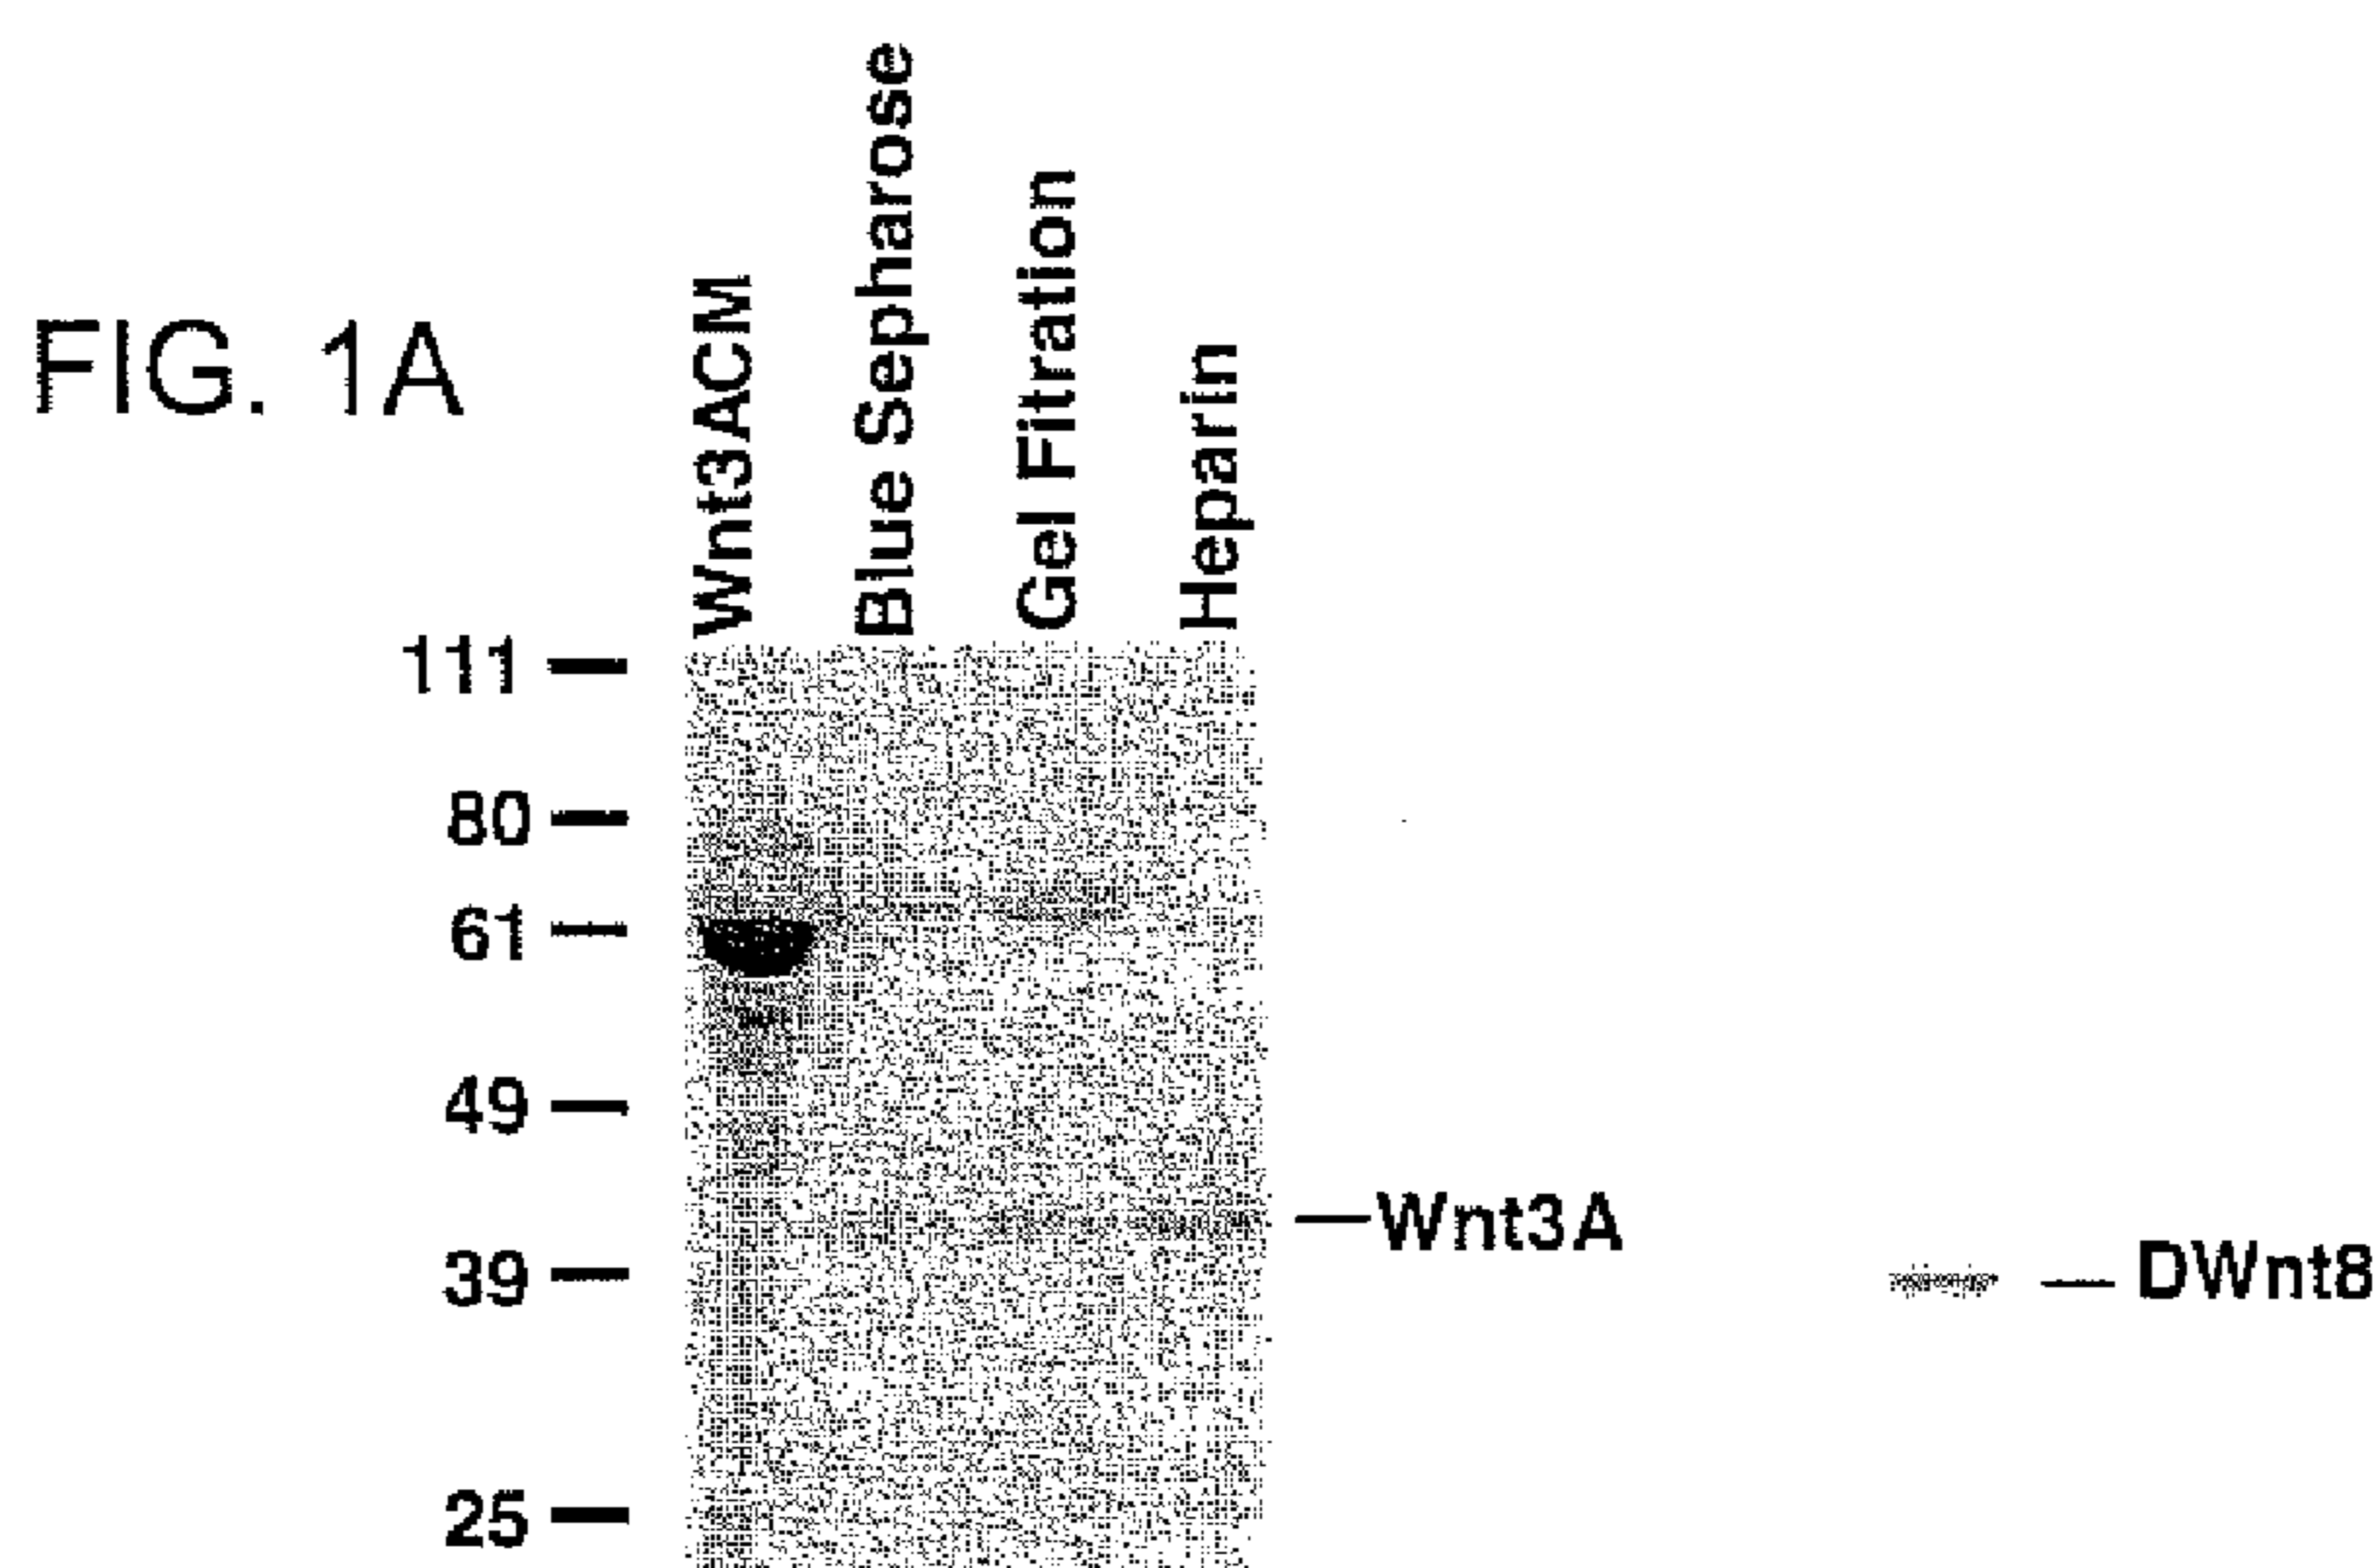 FIG. 1A
Wnt3ACM
Blue Sepharose
Gel Fitration
Heparin
111
80
61
49
39
25
Wnt3A
DWnt8